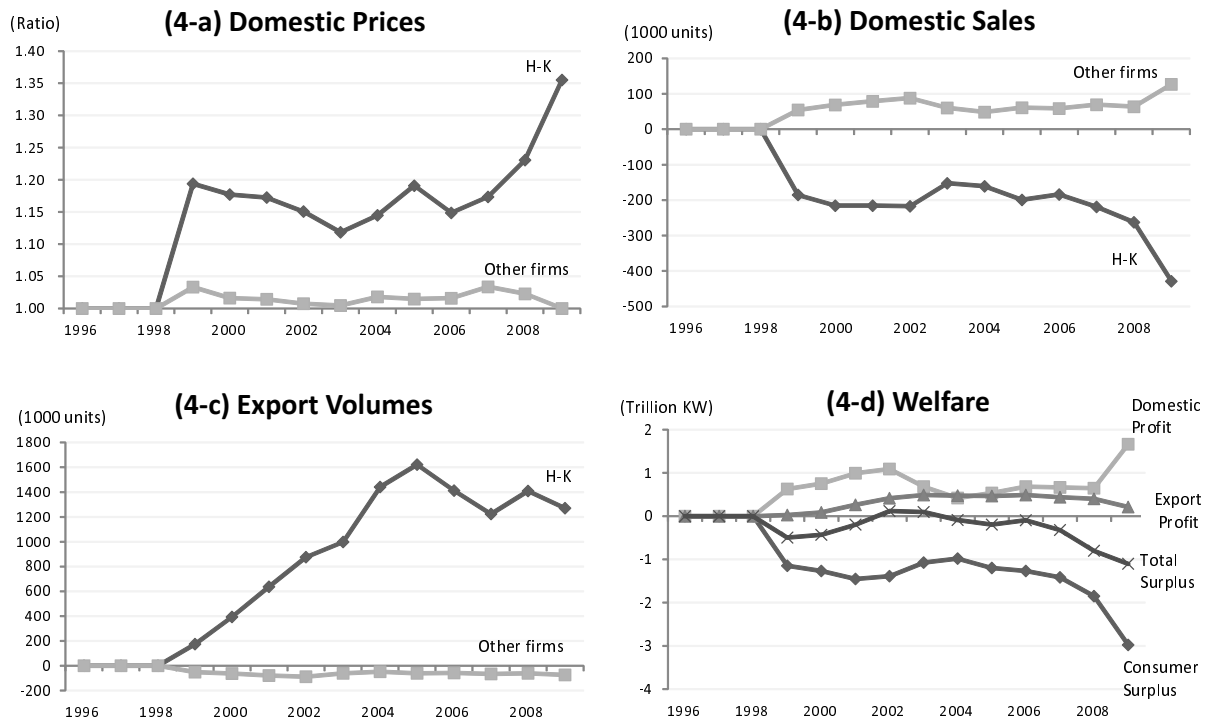 (4-a) Domestic Prices
(Ratio)
1.40
1.35
1.30
1.25
1.20
1.15
1.10
1.05
1.00
H-K
Other firms
1996 1998 2000 2002 2004 2006 2008
(4-b) Domestic Sales
(1000 units)
200
100
0
-100
-200
-300
-400
-500
Other firms
H-K
1996 1998 2000 2002 2004 2006 2008
(4-c) Export Volumes
(1000 units)
1800
1600
1400
1200
1000
800
600
400
200
0
-200
H-K
Other firms
1996 1998 2000 2002 2004 2006 2008
(4-d) Welfare
(Trillion KW)
2
1
0
-1
-2
-3
-4
Domestic
Profit
Export
Profit
Total
Surplus
Consumer
Surplus
1996 1998 2000 2002 2004 2006 2008